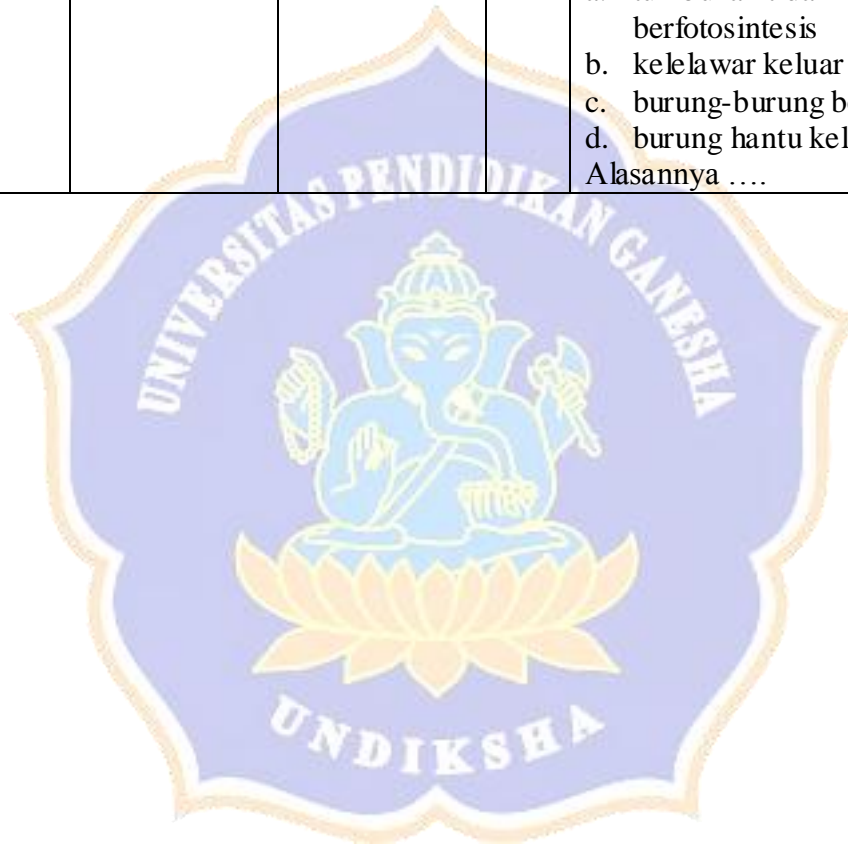 berfotosintesis
b. kelelawar keluar
c. burung-burung b
d. burung hantu kel
Alasannya ….
UNIVERSITAS PENDIDIKAN GANESHA
UNDIKSHA